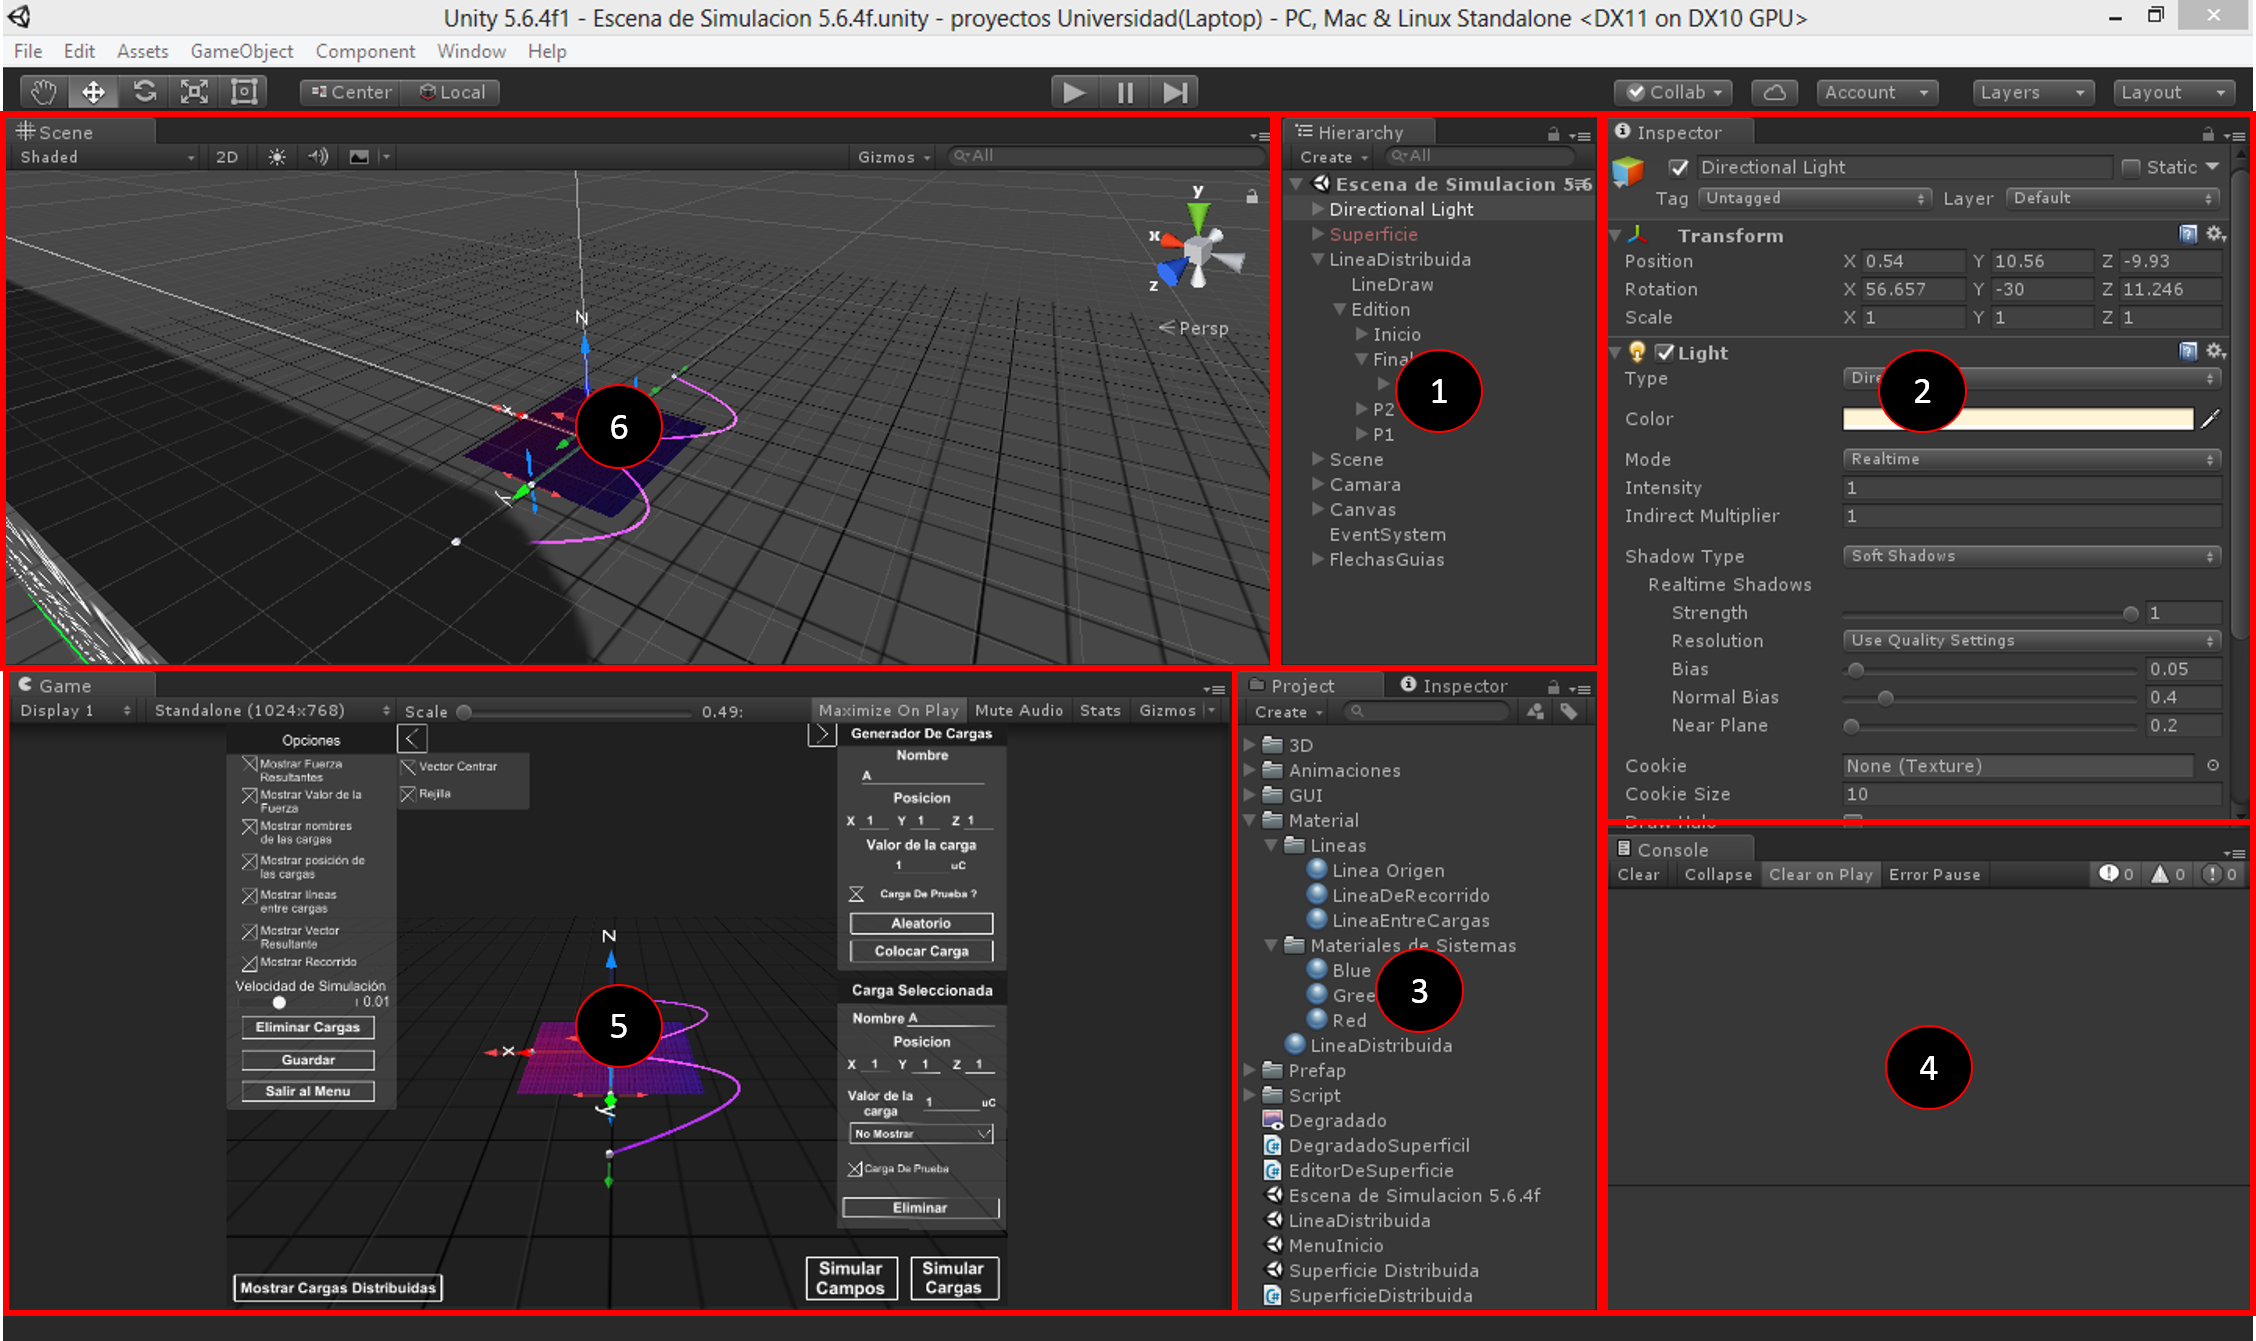 Unity 5.6.4f1 - Escena de Simulacion 5.6.4f.unity - proyectos Universidad(Laptop) - PC, Mac & Linux Standalone <DX11 on DX10 GPU>
File Edit Assets GameObject Component Window Help
Center Local Collab Account Layers Layout
Scene
Shaded 2D Gizmos All
y
x
z
Persp
N
x
y
6
Hierarchy
Create All
Escena de Simulacion 5.6
Directional Light
Superficie
LineaDistribuida
LineDraw
Edition
Inicio
Final
P2
P1
Scene
Camara
Canvas
EventSystem
FlechasGuias
1
Inspector
Directional Light Static
Tag Untagged Layer Default
Transform
Position X 0.54 Y 10.56 Z -9.93
Rotation X 56.657 Y -30 Z 11.246
Scale X 1 Y 1 Z 1
Light
Type Dire
2
Color
Mode Realtime
Intensity 1
Indirect Multiplier 1
Shadow Type Soft Shadows
Realtime Shadows
Strength 1
Resolution Use Quality Settings
Bias 0.05
Normal Bias 0.4
Near Plane 0.2
Cookie None (Texture)
Cookie Size 10
Draw Halo
Game
Display 1 Standalone (1024x768) Scale 0.49: Maximize On Play Mute Audio Stats Gizmos
Opciones
Mostrar Fuerza
Resultantes
Mostrar Valor de la
Fuerza
Mostrar nombres
de las cargas
Mostrar posición de
las cargas
Mostrar líneas
entre cargas
Mostrar Vector
Resultante
Mostrar Recorrido
Velocidad de Simulación
0.01
Eliminar Cargas
Guardar
Salir al Menu
<
Vector Centrar
Rejilla
Z
x
y
5
>
Generador De Cargas
Nombre
A
Posicion
X 1 Y 1 Z 1
Valor de la carga
1 uC
Carga De Prueba ?
Aleatorio
Colocar Carga
Carga Seleccionada
Nombre A
Posicion
X 1 Y 1 Z 1
Valor de la
carga 1 uC
No Mostrar
Carga De Prueba
Eliminar
Mostrar Cargas Distribuidas
Simular
Campos
Simular
Cargas
Project Inspector
Create
3D
Animaciones
GUI
Material
Lineas
Linea Origen
LineaDeRecorrido
LineaEntreCargas
Materiales de Sistemas
Blue
Gree
Red
3
LineaDistribuida
Prefap
Script
Degradado
DegradadoSuperficil
EditorDeSuperficie
Escena de Simulacion 5.6.4f
LineaDistribuida
MenuInicio
Superficie Distribuida
SuperficieDistribuida
Console
Clear Collapse Clear on Play Error Pause 0 0 0
4